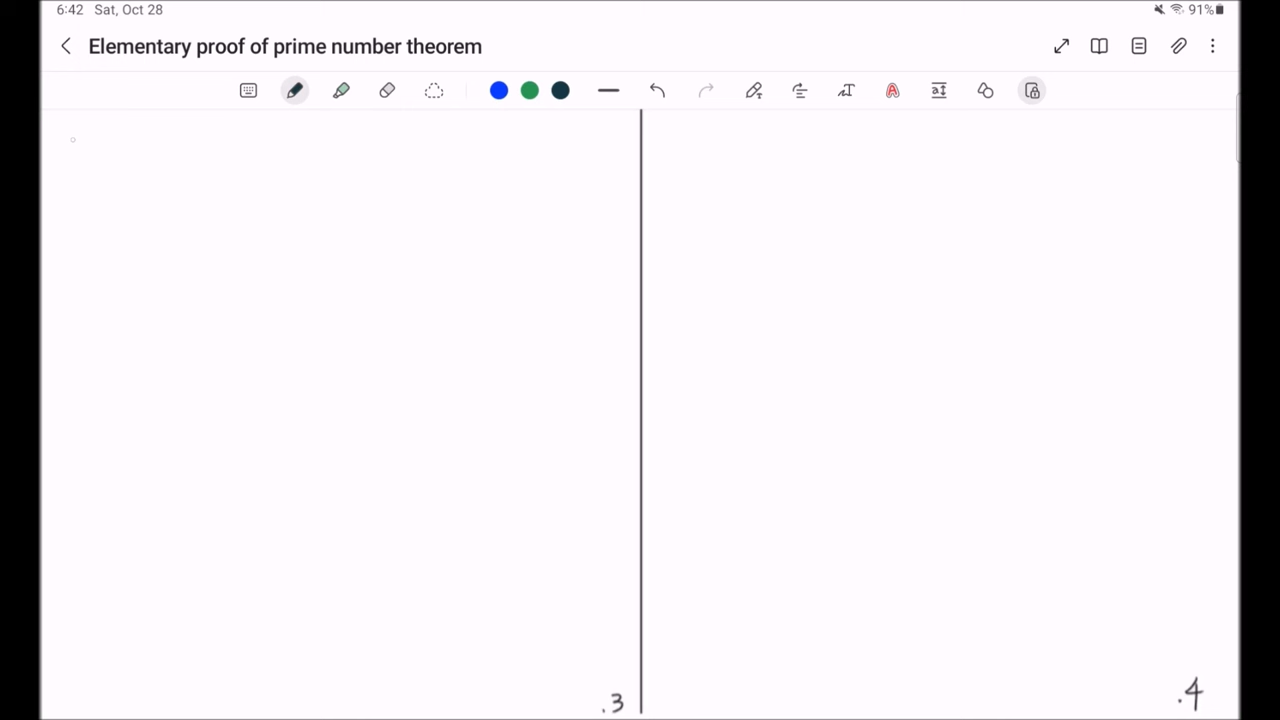 6:42 Sat, Oct 28
91%
Elementary proof of prime number theorem
.3
.4